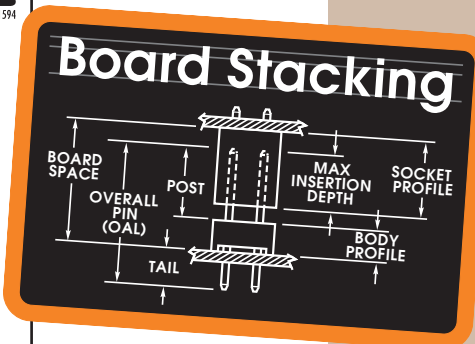 594
Board Stacking
BOARD
SPACE
OVERALL
PIN
(OAL)
POST
TAIL
MAX
INSERTION
DEPTH
SOCKET
PROFILE
BODY
PROFILE